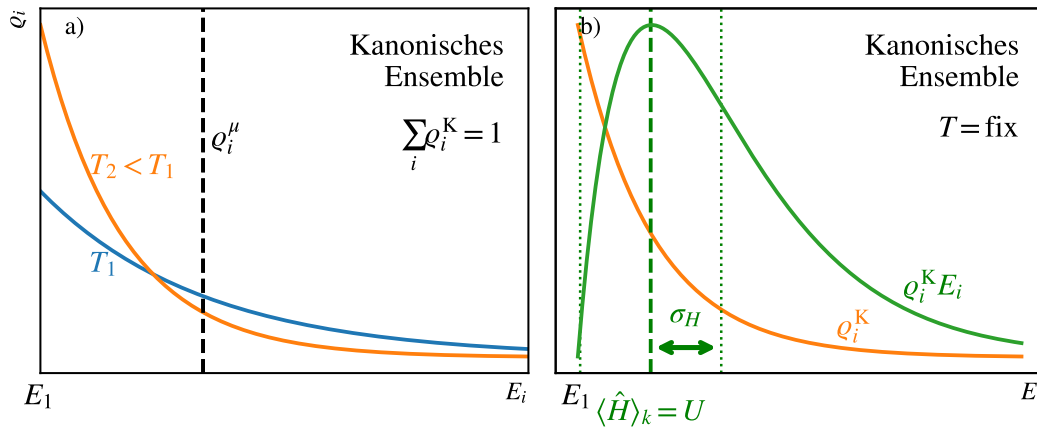 ϱ_i
a)
Kanonisches
Ensemble
∑_i ϱ_i^K = 1
ϱ_i^μ
T_2 < T_1
T_1
E_1
E_i
b)
Kanonisches
Ensemble
T = fix
ϱ_i^K E_i
σ_H
ϱ_i^K
E_1
E
⟨Ĥ⟩_k = U